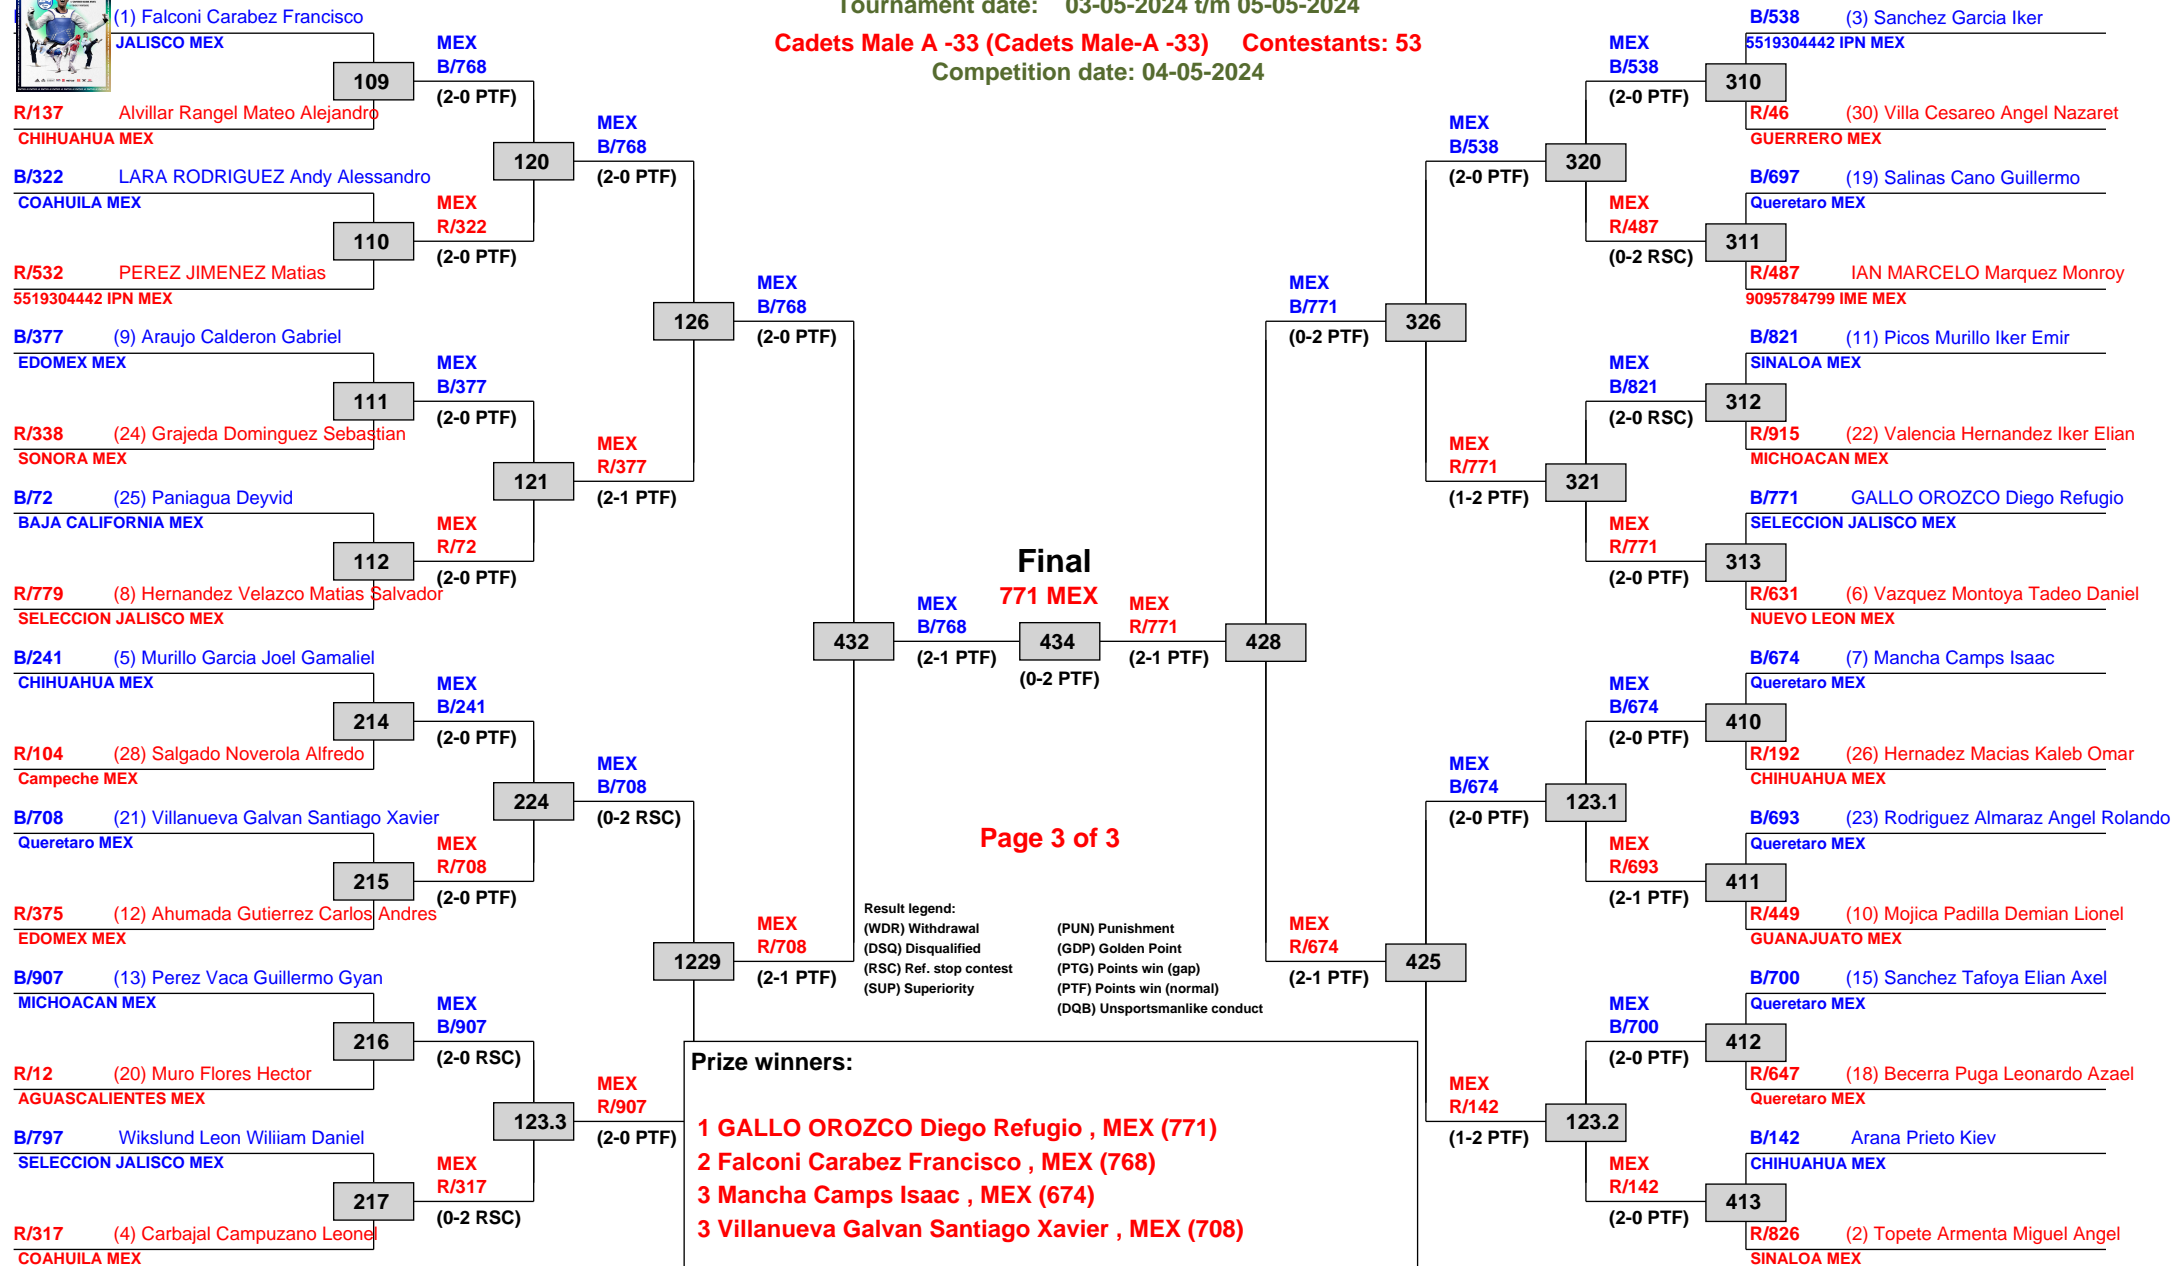 Tournament date: 03-05-2024 t/m 05-05-2024
Cadets Male A -33 (Cadets Male-A -33) Contestants: 53
Competition date: 04-05-2024
(1) Falconi Carabez Francisco
JALISCO MEX
109
R/137 Alvillar Rangel Mateo Alejandro
CHIHUAHUA MEX
B/322 LARA RODRIGUEZ Andy Alessandro
COAHUILA MEX
110
R/532 PEREZ JIMENEZ Matias
5519304442 IPN MEX
B/377 (9) Araujo Calderon Gabriel
EDOMEX MEX
111
R/338 (24) Grajeda Dominguez Sebastian
SONORA MEX
B/72 (25) Paniagua Deyvid
BAJA CALIFORNIA MEX
112
R/779 (8) Hernandez Velazco Matias Salvador
SELECCION JALISCO MEX
B/241 (5) Murillo Garcia Joel Gamaliel
CHIHUAHUA MEX
214
R/104 (28) Salgado Noverola Alfredo
Campeche MEX
B/708 (21) Villanueva Galvan Santiago Xavier
Queretaro MEX
215
R/375 (12) Ahumada Gutierrez Carlos Andres
EDOMEX MEX
B/907 (13) Perez Vaca Guillermo Gyan
MICHOACAN MEX
216
R/12 (20) Muro Flores Hector
AGUASCALIENTES MEX
B/797 Wikslund Leon Wiliiam Daniel
SELECCION JALISCO MEX
217
R/317 (4) Carbajal Campuzano Leonel
COAHUILA MEX
MEX
B/768
(2-0 PTF)
120
MEX
R/322
(2-0 PTF)
MEX
B/377
(2-0 PTF)
121
MEX
R/72
(2-0 PTF)
MEX
B/241
(2-0 PTF)
224
MEX
R/708
(2-0 PTF)
MEX
B/907
(2-0 RSC)
123.3
MEX
R/317
(0-2 RSC)
MEX
B/768
(2-0 PTF)
126
MEX
R/377
(2-1 PTF)
MEX
B/708
(0-2 RSC)
1229
MEX
R/907
(2-0 PTF)
MEX
B/768
(2-0 PTF)
432
MEX
R/708
(2-1 PTF)
MEX
B/768
(2-1 PTF)
Final
771 MEX
434
(0-2 PTF)
MEX
R/771
(2-1 PTF)
428
Page 3 of 3
Result legend:
(WDR) Withdrawal
(DSQ) Disqualified
(RSC) Ref. stop contest
(SUP) Superiority
(PUN) Punishment
(GDP) Golden Point
(PTG) Points win (gap)
(PTF) Points win (normal)
(DQB) Unsportsmanlike conduct
MEX
B/771
(0-2 PTF)
326
MEX
R/674
(2-1 PTF)
425
MEX
B/538
(2-0 PTF)
320
MEX
R/771
(1-2 PTF)
321
MEX
B/674
(2-0 PTF)
123.1
MEX
R/142
(1-2 PTF)
123.2
MEX
B/538
(2-0 PTF)
310
MEX
R/487
(0-2 RSC)
311
MEX
B/821
(2-0 RSC)
312
MEX
R/771
(2-0 PTF)
313
MEX
B/674
(2-0 PTF)
410
MEX
R/693
(2-1 PTF)
411
MEX
B/700
(2-0 PTF)
412
MEX
R/142
(2-0 PTF)
413
B/538 (3) Sanchez Garcia Iker
5519304442 IPN MEX
R/46 (30) Villa Cesareo Angel Nazaret
GUERRERO MEX
B/697 (19) Salinas Cano Guillermo
Queretaro MEX
R/487 IAN MARCELO Marquez Monroy
9095784799 IME MEX
B/821 (11) Picos Murillo Iker Emir
SINALOA MEX
R/915 (22) Valencia Hernandez Iker Elian
MICHOACAN MEX
B/771 GALLO OROZCO Diego Refugio
SELECCION JALISCO MEX
R/631 (6) Vazquez Montoya Tadeo Daniel
NUEVO LEON MEX
B/674 (7) Mancha Camps Isaac
Queretaro MEX
R/192 (26) Hernadez Macias Kaleb Omar
CHIHUAHUA MEX
B/693 (23) Rodriguez Almaraz Angel Rolando
Queretaro MEX
R/449 (10) Mojica Padilla Demian Lionel
GUANAJUATO MEX
B/700 (15) Sanchez Tafoya Elian Axel
Queretaro MEX
R/647 (18) Becerra Puga Leonardo Azael
Queretaro MEX
B/142 Arana Prieto Kiev
CHIHUAHUA MEX
R/826 (2) Topete Armenta Miguel Angel
SINALOA MEX
Prize winners:
1 GALLO OROZCO Diego Refugio , MEX (771)
2 Falconi Carabez Francisco , MEX (768)
3 Mancha Camps Isaac , MEX (674)
3 Villanueva Galvan Santiago Xavier , MEX (708)